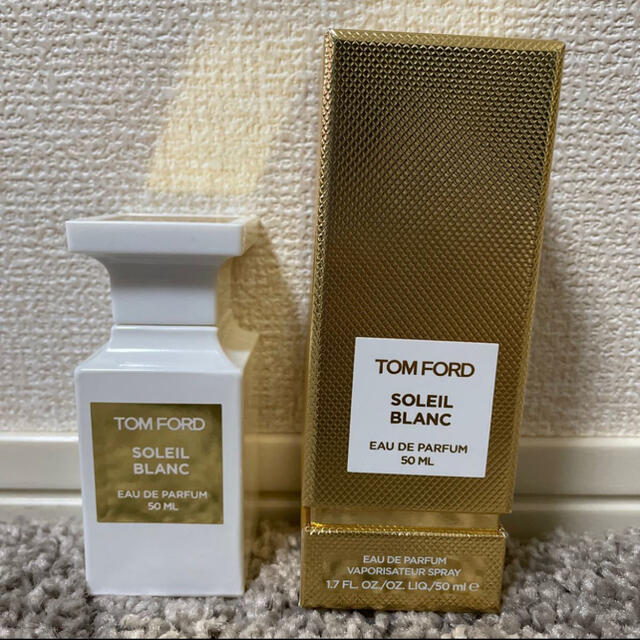 TOM FORD
SOLEIL
BLANC
EAU DE PARFUM
50 ML
TOM FORD
SOLEIL
BLANC
EAU DE PARFUM
50 ML
EAU DE PARFUM
VAPORISATEUR SPRAY
1.7 FL. OZ/OZ. LIQ./50 ml ℮